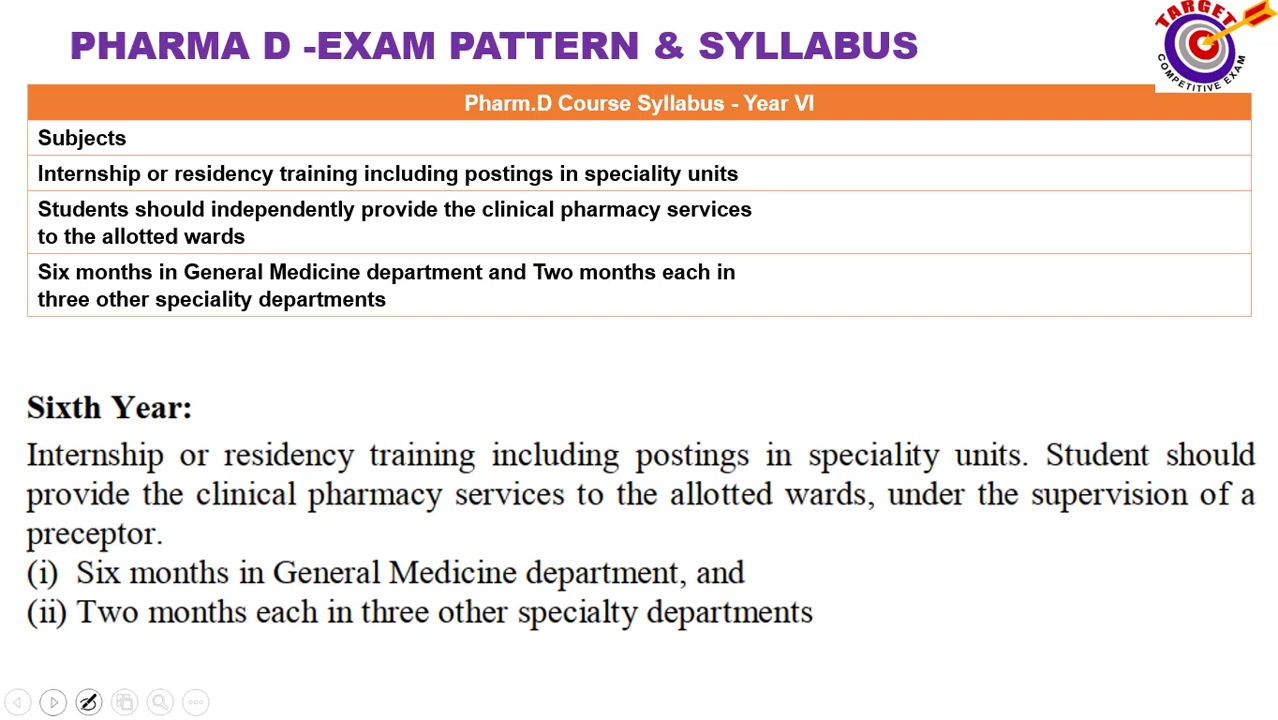 PHARMA D -EXAM PATTERN & SYLLABUS
TARGET
COMPETITIVE EXAM
Pharm.D Course Syllabus - Year VI
Subjects
Internship or residency training including postings in speciality units
Students should independently provide the clinical pharmacy services
to the allotted wards
Six months in General Medicine department and Two months each in
three other speciality departments
Sixth Year:
Internship or residency training including postings in speciality units. Student should
provide the clinical pharmacy services to the allotted wards, under the supervision of a
preceptor.
(i) Six months in General Medicine department, and
(ii) Two months each in three other specialty departments